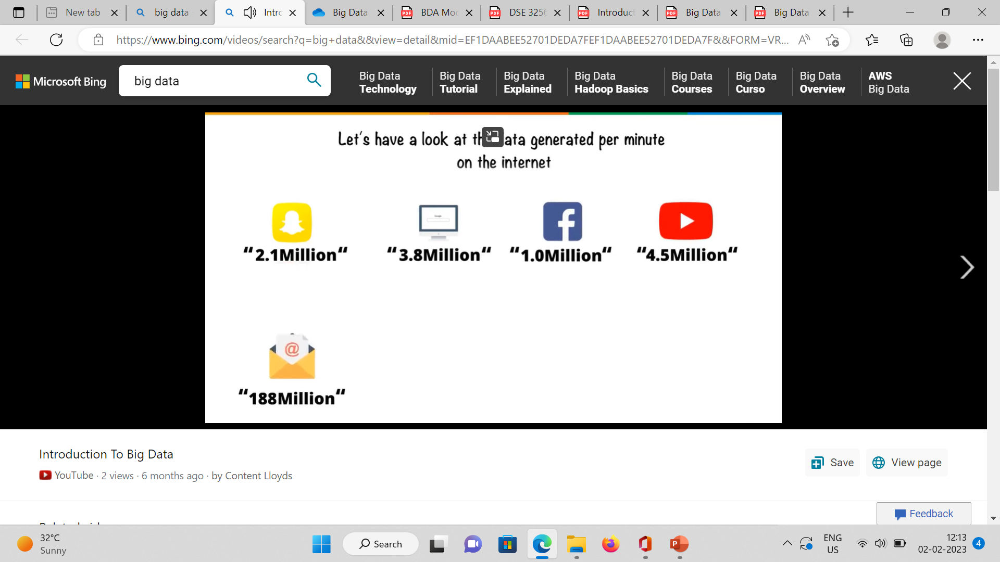 New tab
big data
Intro
Big Data
BDA Moc
DSE 3256
Introduct
Big Data
Big Data
https://www.bing.com/videos/search?q=big+data&&view=detail&mid=EF1DAABEE52701DEDA7FEF1DAABEE52701DEDA7F&&FORM=VR...
Microsoft Bing
big data
Big Data
Technology
Big Data
Tutorial
Big Data
Explained
Big Data
Hadoop Basics
Big Data
Courses
Big Data
Curso
Big Data
Overview
AWS
Big Data
Let's have a look at th ata generated per minute
on the internet
Google
“2.1Million“
“3.8Million“
“1.0Million“
“4.5Million“
@
“188Million“
Introduction To Big Data
YouTube · 2 views · 6 months ago · by Content Lloyds
Save
View page
Feedback
32°C
Sunny
Search
ENG
US
12:13
02-02-2023
4